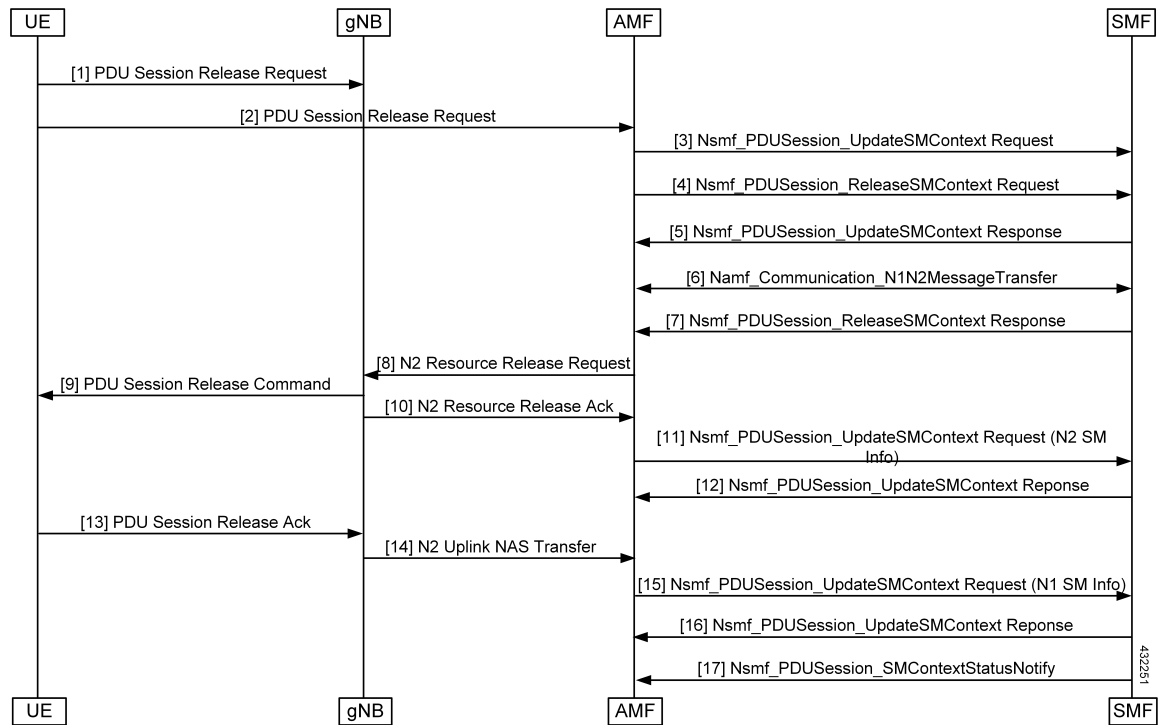 UE
gNB
AMF
SMF
[1] PDU Session Release Request
[2] PDU Session Release Request
[3] Nsmf_PDUSession_UpdateSMContext Request
[4] Nsmf_PDUSession_ReleaseSMContext Request
[5] Nsmf_PDUSession_UpdateSMContext Response
[6] Namf_Communication_N1N2MessageTransfer
[7] Nsmf_PDUSession_ReleaseSMContext Response
[8] N2 Resource Release Request
[9] PDU Session Release Command
[10] N2 Resource Release Ack
[11] Nsmf_PDUSession_UpdateSMContext Request (N2 SM
Info)
[12] Nsmf_PDUSession_UpdateSMContext Reponse
[13] PDU Session Release Ack
[14] N2 Uplink NAS Transfer
[15] Nsmf_PDUSession_UpdateSMContext Request (N1 SM Info)
[16] Nsmf_PDUSession_UpdateSMContext Reponse
[17] Nsmf_PDUSession_SMContextStatusNotify
432251
UE
gNB
AMF
SMF